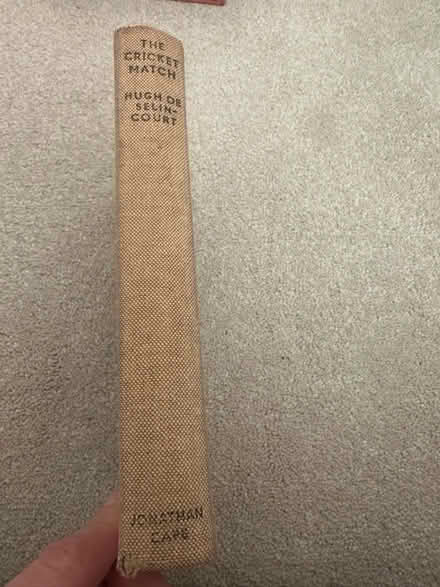 THE
CRICKET
MATCH
HUGH DE
SELIN-
COURT
JONATHAN
CAPE